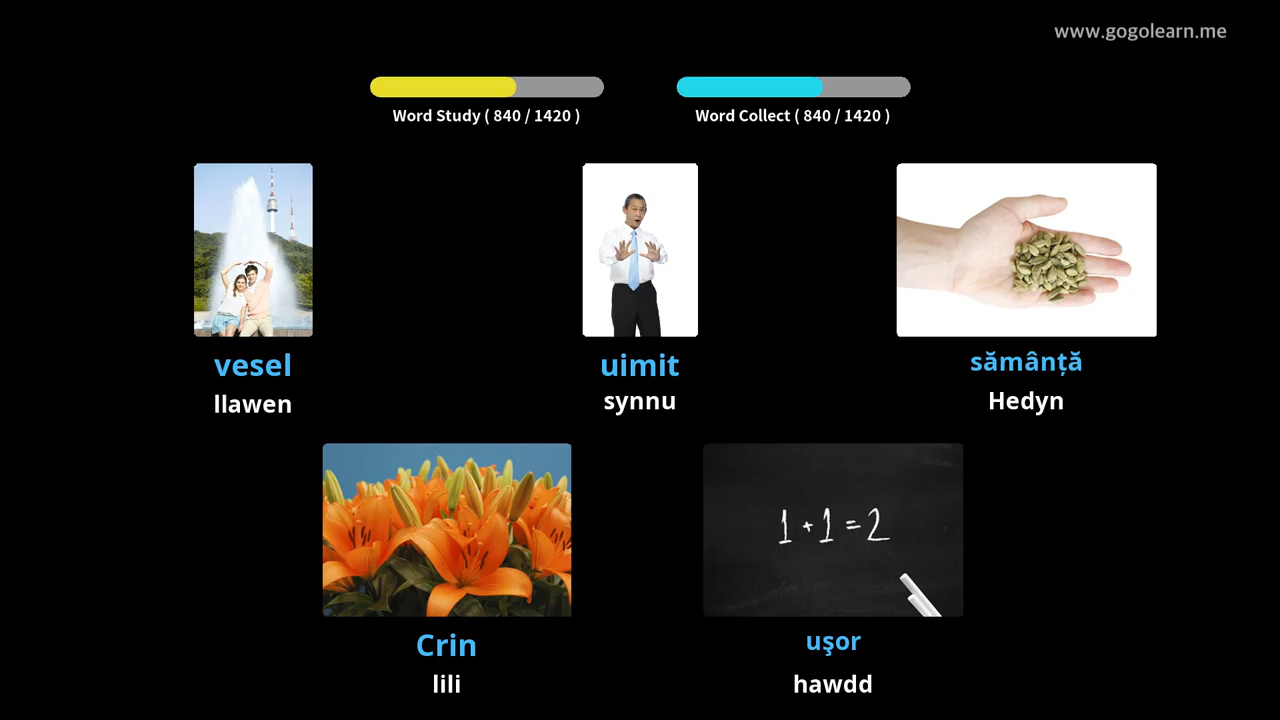 www.gogolearn.me
Word Study ( 840 / 1420 )
Word Collect ( 840 / 1420 )
vesel
llawen
uimit
synnu
sămânță
Hedyn
1 + 1 = 2
Crin
lili
uşor
hawdd